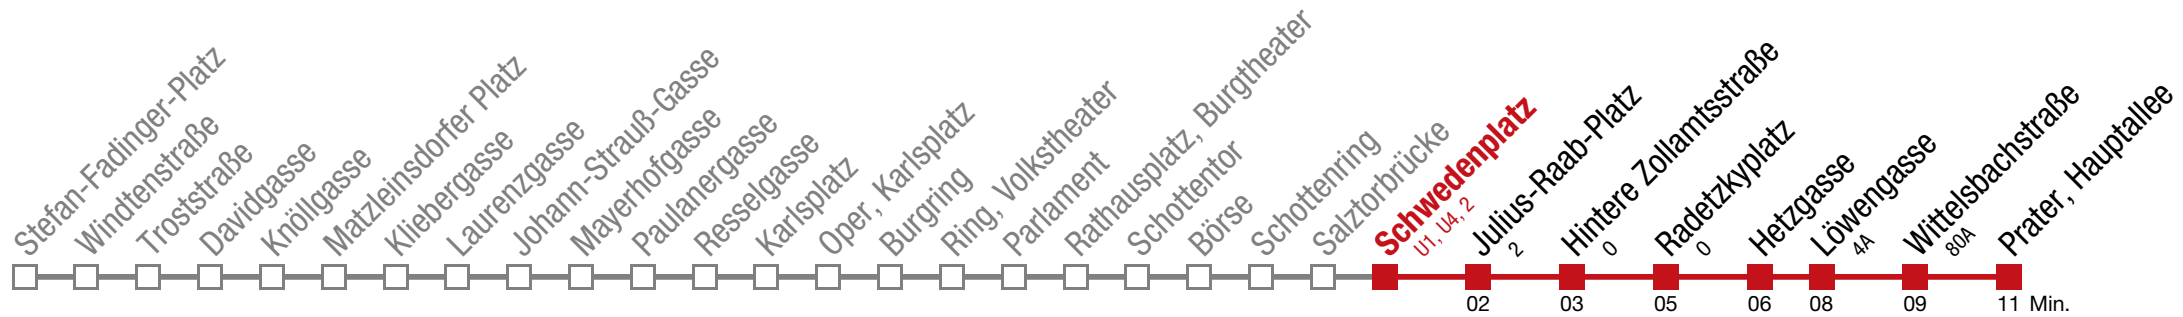 Stefan-Fadinger-Platz
Windtenstraße
Troststraße
Davidgasse
Knöllgasse
Matzleinsdorfer Platz
Kliebergasse
Laurenzgasse
Johann-Strauß-Gasse
Mayerhofgasse
Paulanergasse
Resselgasse
Karlsplatz
Oper, Karlsplatz
Burgring
Ring, Volkstheater
Parlament
Rathausplatz, Burgtheater
Schottentor
Börse
Schottenring
Salztorbrücke
Schwedenplatz
U1, U4, 2
Julius-Raab-Platz
2
Hintere Zollamtsstraße
0
Radetzkyplatz
0
Hetzgasse
Löwengasse
4A
Wittelsbachstraße
80A
Prater, Hauptallee
02 03 05 06 08 09 11 Min.